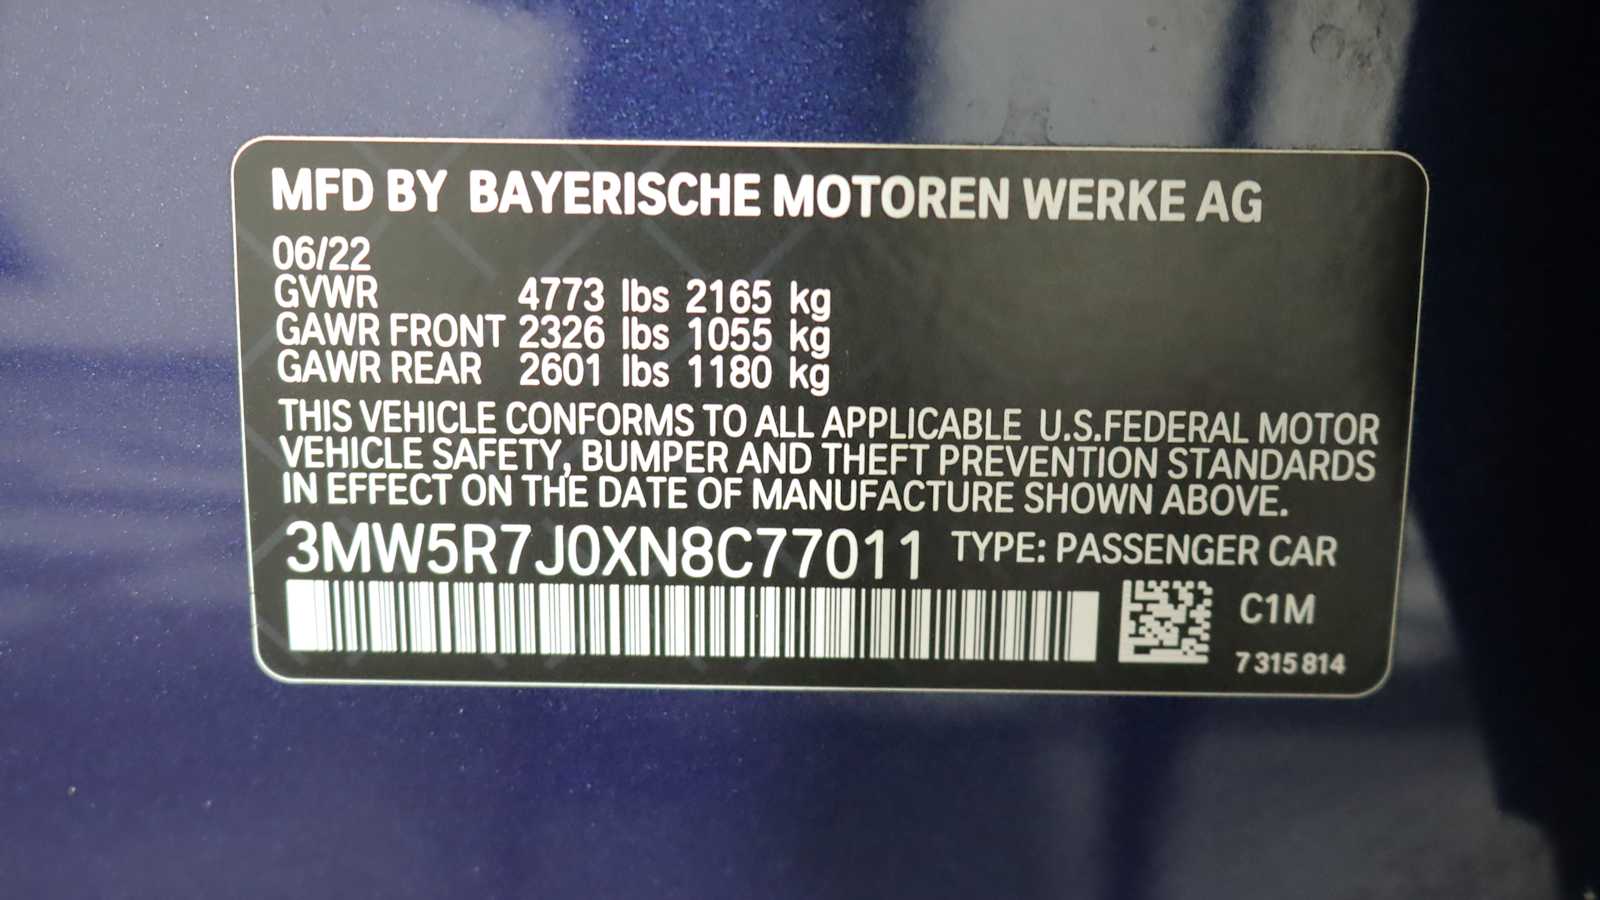 MFD BY BAYERISCHE MOTOREN WERKE AG
06/22
GVWR 4773 lbs 2165 kg
GAWR FRONT 2326 lbs 1055 kg
GAWR REAR 2601 lbs 1180 kg
THIS VEHICLE CONFORMS TO ALL APPLICABLE U.S.FEDERAL MOTOR
VEHICLE SAFETY, BUMPER AND THEFT PREVENTION STANDARDS
IN EFFECT ON THE DATE OF MANUFACTURE SHOWN ABOVE.
3MW5R7J0XN8C77011 TYPE: PASSENGER CAR
C1M
7 315 814